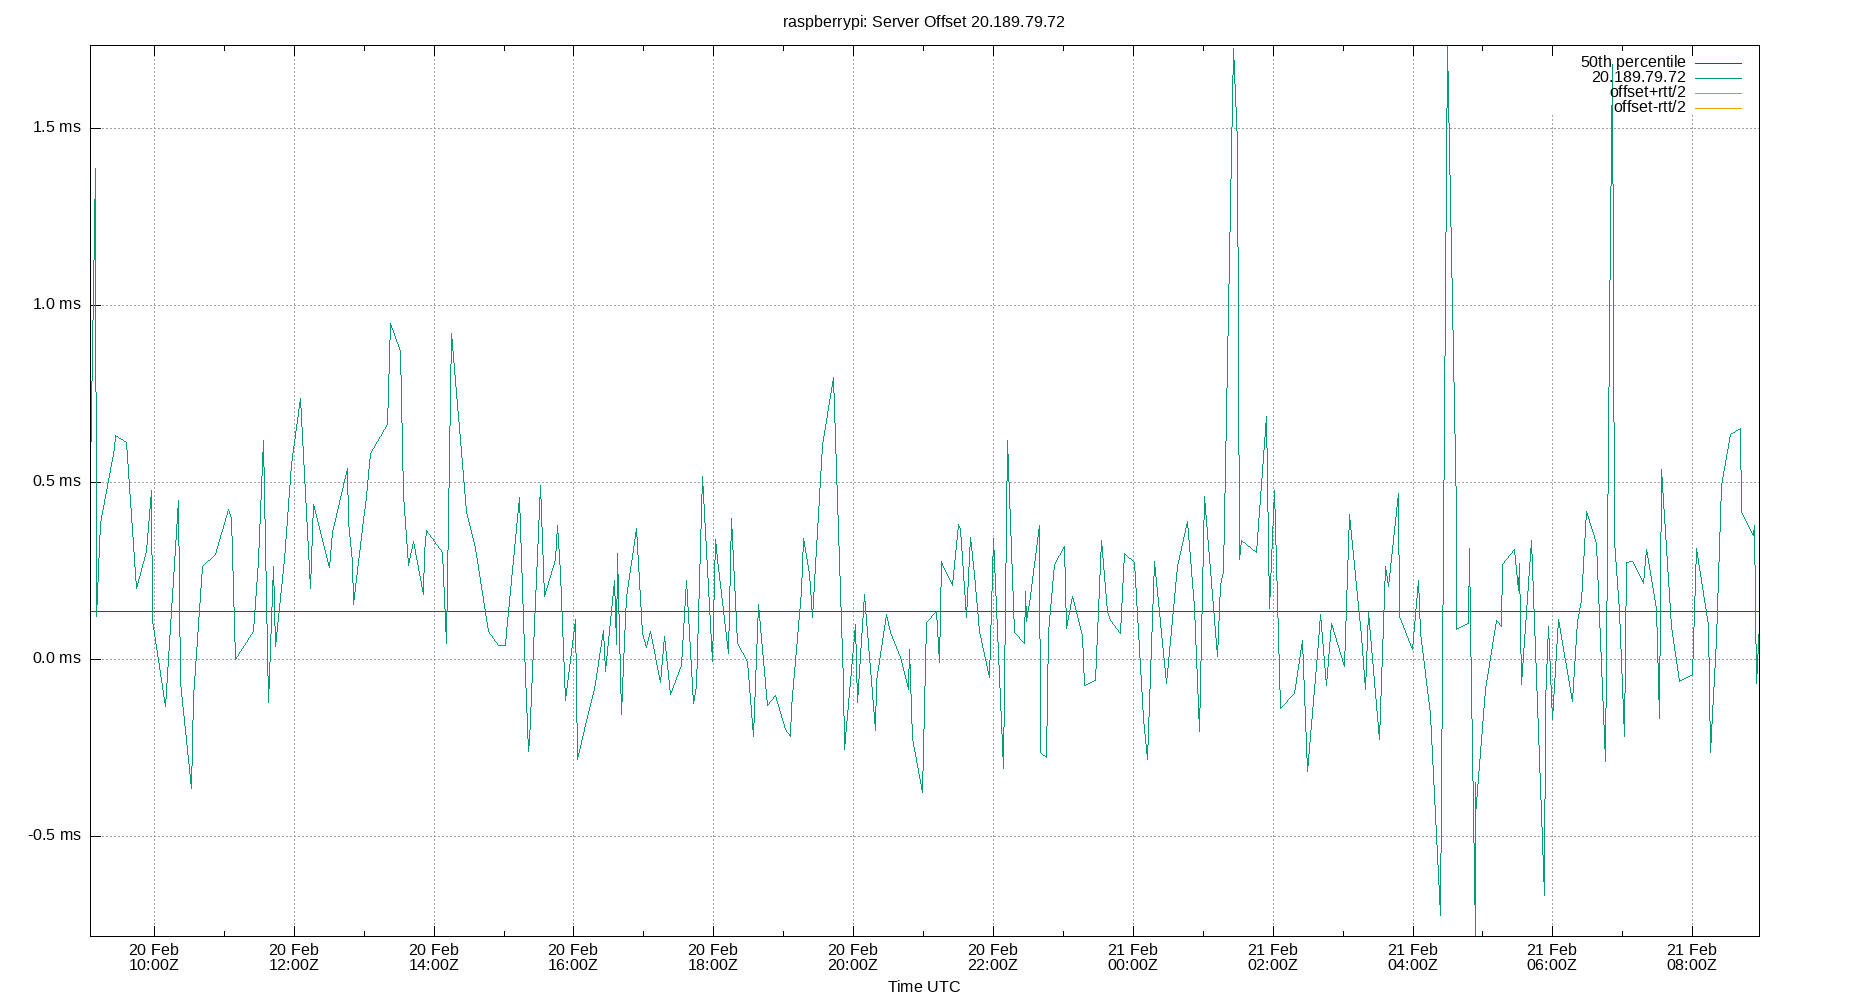 raspberrypi: Server Offset 20.189.79.72
50th percentile
20.189.79.72
offset+rtt/2
offset-rtt/2
1.5 ms
1.0 ms
0.5 ms
0.0 ms
-0.5 ms
20 Feb 20 Feb 20 Feb 20 Feb 20 Feb 20 Feb 20 Feb 21 Feb 21 Feb 21 Feb 21 Feb 21 Feb
10:00Z 12:00Z 14:00Z 16:00Z 18:00Z 20:00Z 22:00Z 00:00Z 02:00Z 04:00Z 06:00Z 08:00Z
Time UTC